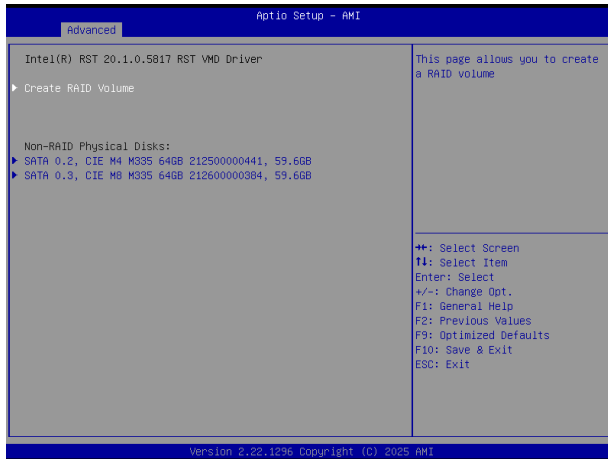 Aptio Setup - AMI
Advanced
Intel(R) RST 20.1.0.5817 RST VMD Driver
Create RAID Volume
Non-RAID Physical Disks:
SATA 0.2, CIE M4 M335 64GB 212500000441, 59.6GB
SATA 0.3, CIE M8 M335 64GB 212600000384, 59.6GB
This page allows you to create
a RAID volume
→←: Select Screen
↑↓: Select Item
Enter: Select
+/-: Change Opt.
F1: General Help
F2: Previous Values
F9: Optimized Defaults
F10: Save & Exit
ESC: Exit
Version 2.22.1296 Copyright (C) 2025 AMI